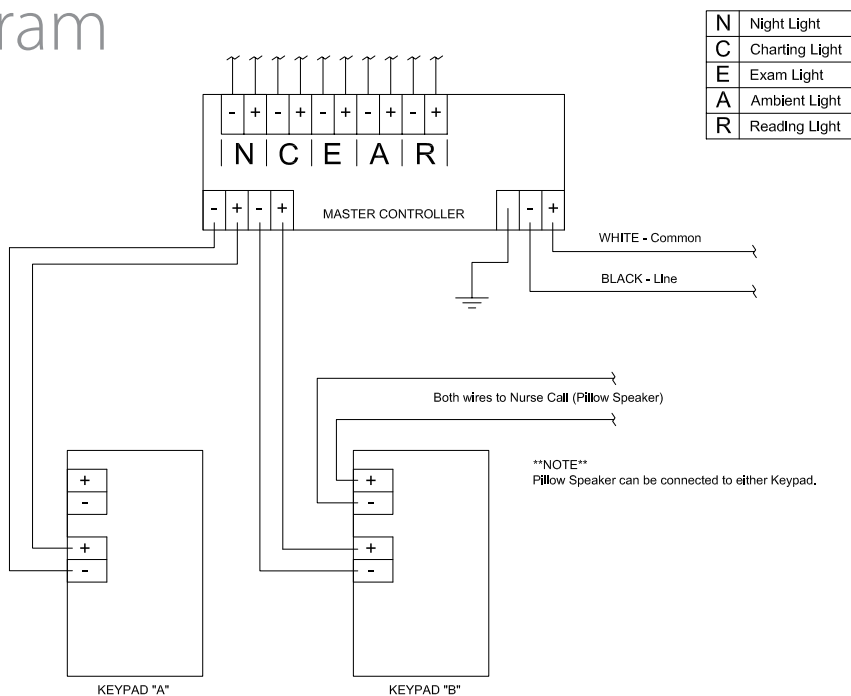 ram
N Night Light
C Charting Light
E Exam Light
A Ambient Light
R Reading Light
- + - + - + - + - +
N C E A R
- + - + MASTER CONTROLLER - +
WHITE - Common
BLACK - Line
Both wires to Nurse Call (Pillow Speaker)
**NOTE**
Pillow Speaker can be connected to either Keypad.
+
-
+
-
+
-
+
-
KEYPAD "A"
KEYPAD "B"